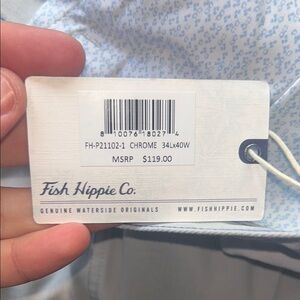 8 10076 18027 4
FH-P21102-1 CHROME 34Lx40W
MSRP $119.00
Fish Hippie Co.
GENUINE WATERSIDE ORIGINALS WWW.FISHHIPPIE.COM